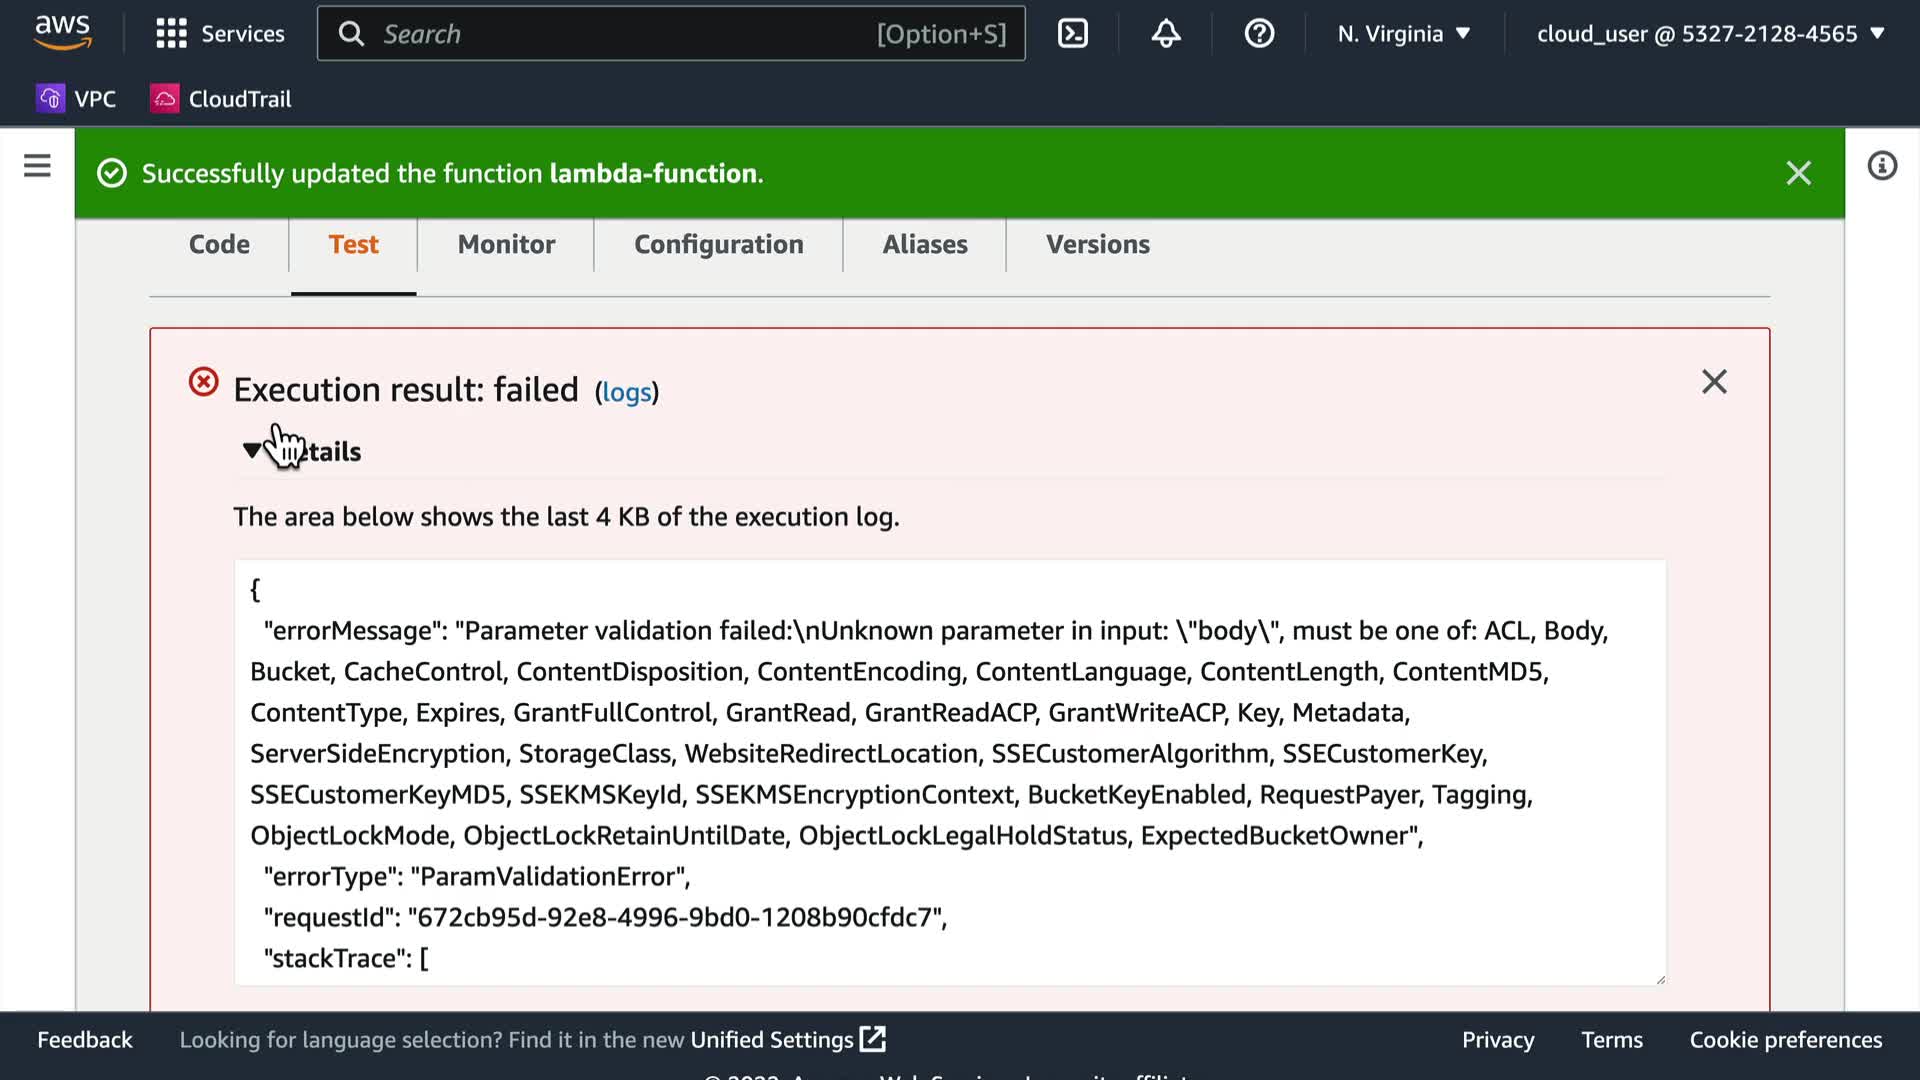 aws
Services
Search
[Option+S]
N. Virginia
cloud_user @ 5327-2128-4565
VPC
CloudTrail
Successfully updated the function lambda-function.
Code
Test
Monitor
Configuration
Aliases
Versions
Execution result: failed (logs)
The area below shows the last 4 KB of the execution log.
{
"errorMessage": "Parameter validation failed:\nUnknown parameter in input: \"body\", must be one of: ACL, Body,
Bucket, CacheControl, ContentDisposition, ContentEncoding, ContentLanguage, ContentLength, ContentMD5,
ContentType, Expires, GrantFullControl, GrantRead, GrantReadACP, GrantWriteACP, Key, Metadata,
ServerSideEncryption, StorageClass, WebsiteRedirectLocation, SSECustomerAlgorithm, SSECustomerKey,
SSECustomerKeyMD5, SSEKMSKeyId, SSEKMSEncryptionContext, BucketKeyEnabled, RequestPayer, Tagging,
ObjectLockMode, ObjectLockRetainUntilDate, ObjectLockLegalHoldStatus, ExpectedBucketOwner",
"errorType": "ParamValidationError",
"requestId": "672cb95d-92e8-4996-9bd0-1208b90cfdc7",
"stackTrace": [
Feedback
Looking for language selection? Find it in the new Unified Settings
Privacy
Terms
Cookie preferences